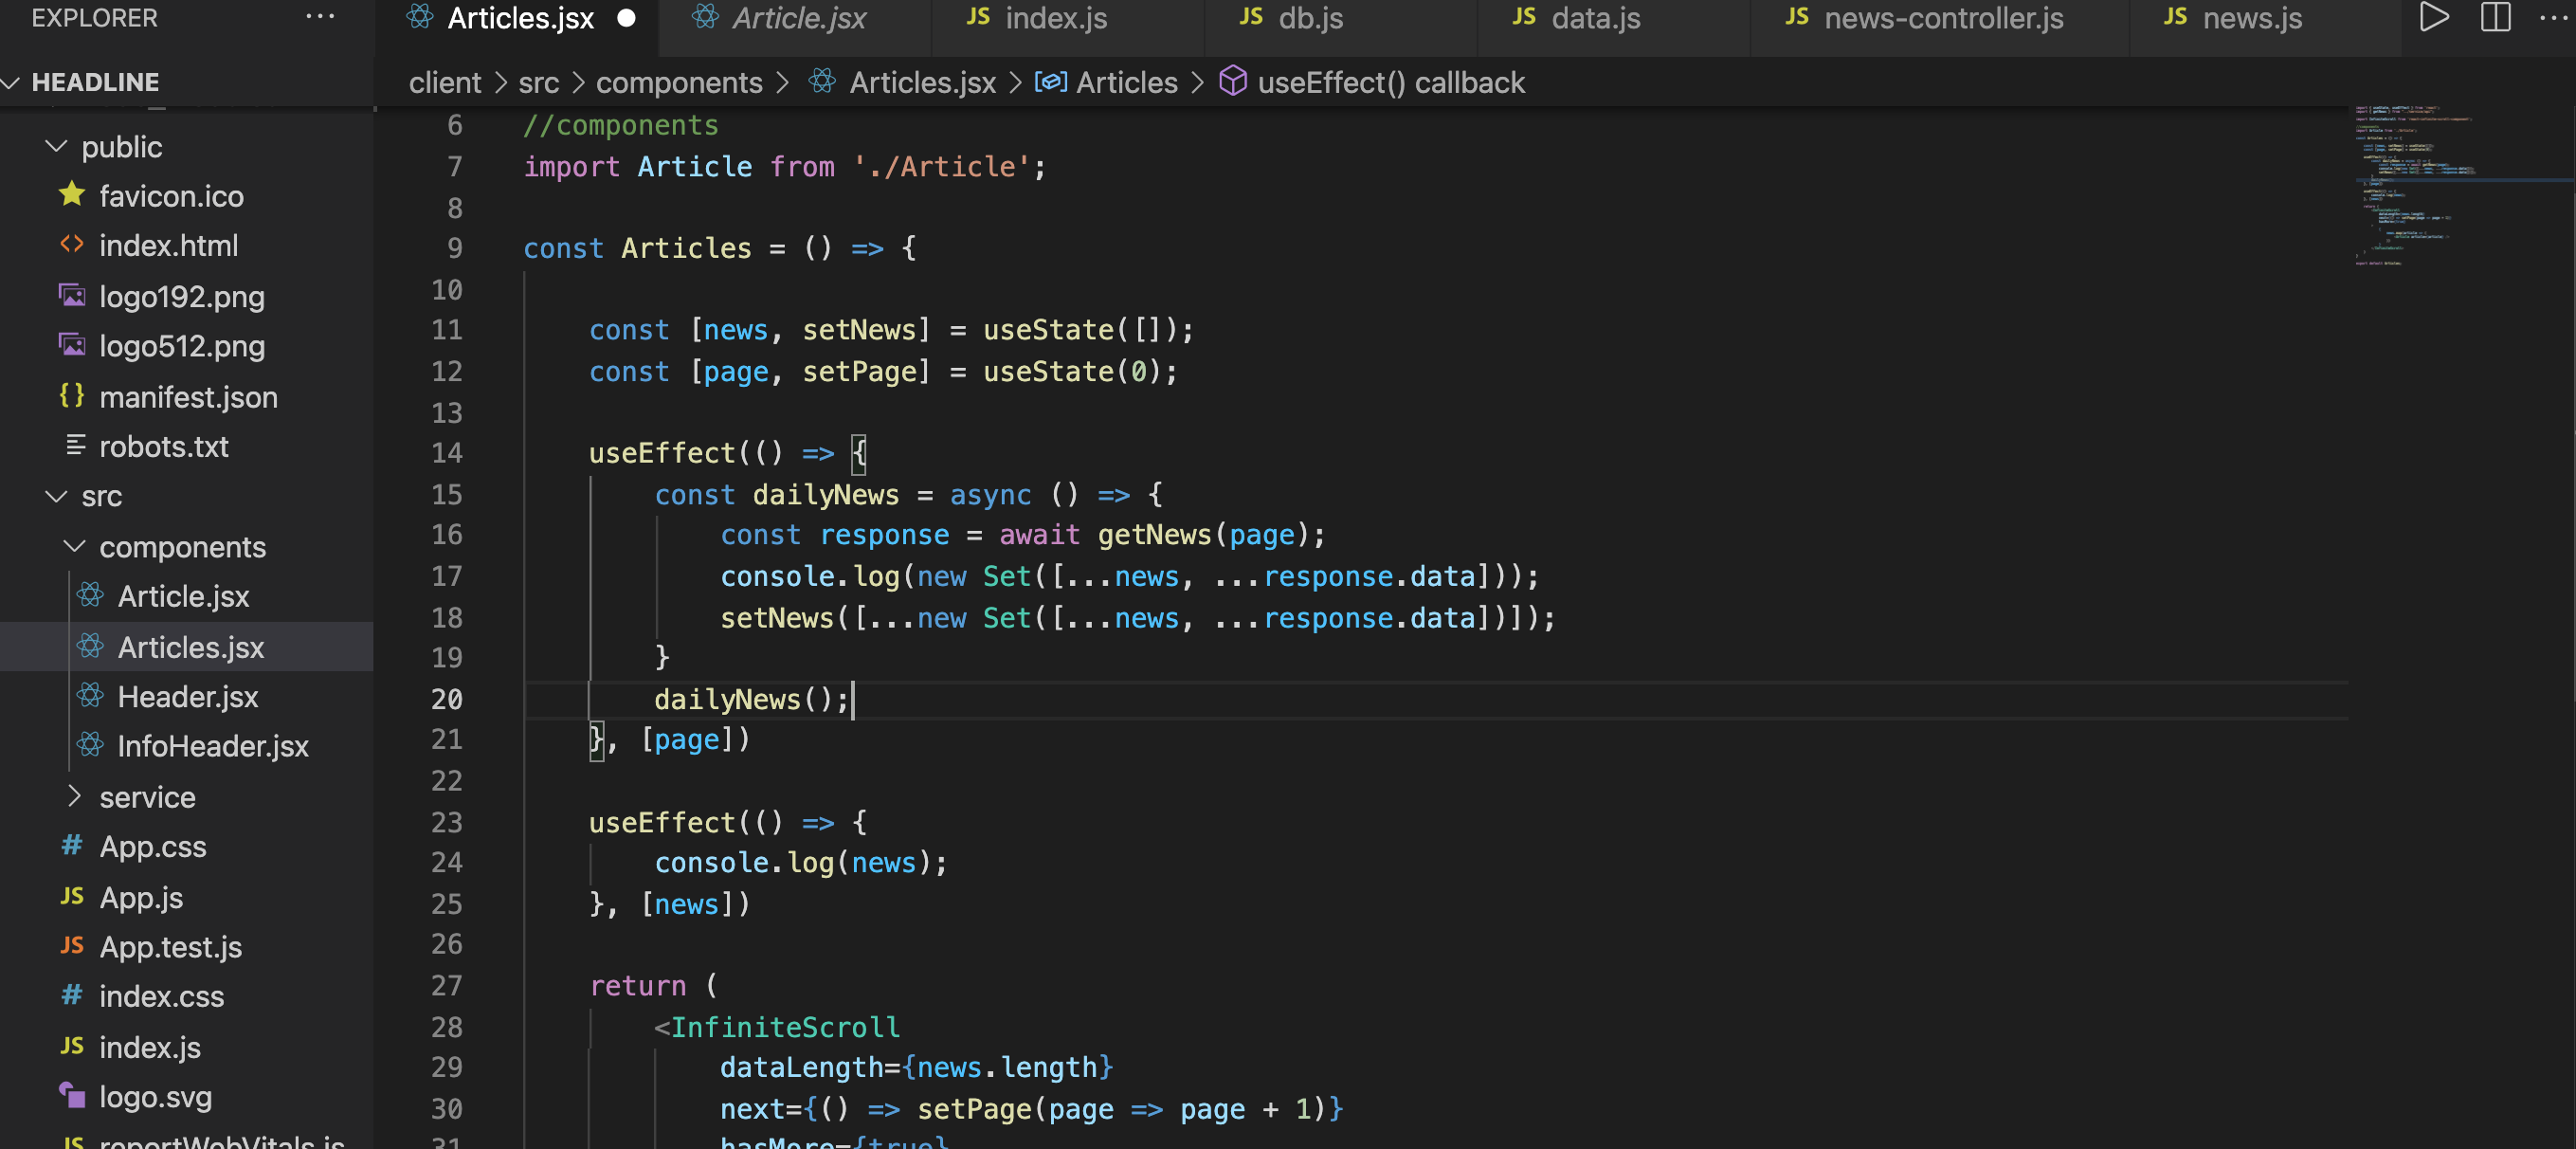 EXPLORER ...
Articles.jsx
Article.jsx
JS index.js
JS db.js
JS data.js
JS news-controller.js
JS news.js
HEADLINE
client > src > components > Articles.jsx > Articles > useEffect() callback
public
favicon.ico
index.html
logo192.png
logo512.png
{} manifest.json
robots.txt
src
components
Article.jsx
Articles.jsx
Header.jsx
InfoHeader.jsx
service
# App.css
JS App.js
JS App.test.js
# index.css
JS index.js
logo.svg
JS reportWebVitals.js
6 //components
7 import Article from './Article';
8
9 const Articles = () => {
10
11 const [news, setNews] = useState([]);
12 const [page, setPage] = useState(0);
13
14 useEffect(() => {
15 const dailyNews = async () => {
16 const response = await getNews(page);
17 console.log(new Set([...news, ...response.data]));
18 setNews([...new Set([...news, ...response.data])]);
19 }
20 dailyNews();
21 }, [page])
22
23 useEffect(() => {
24 console.log(news);
25 }, [news])
26
27 return (
28 <InfiniteScroll
29 dataLength={news.length}
30 next={() => setPage(page => page + 1)}
31 hasMore={true}